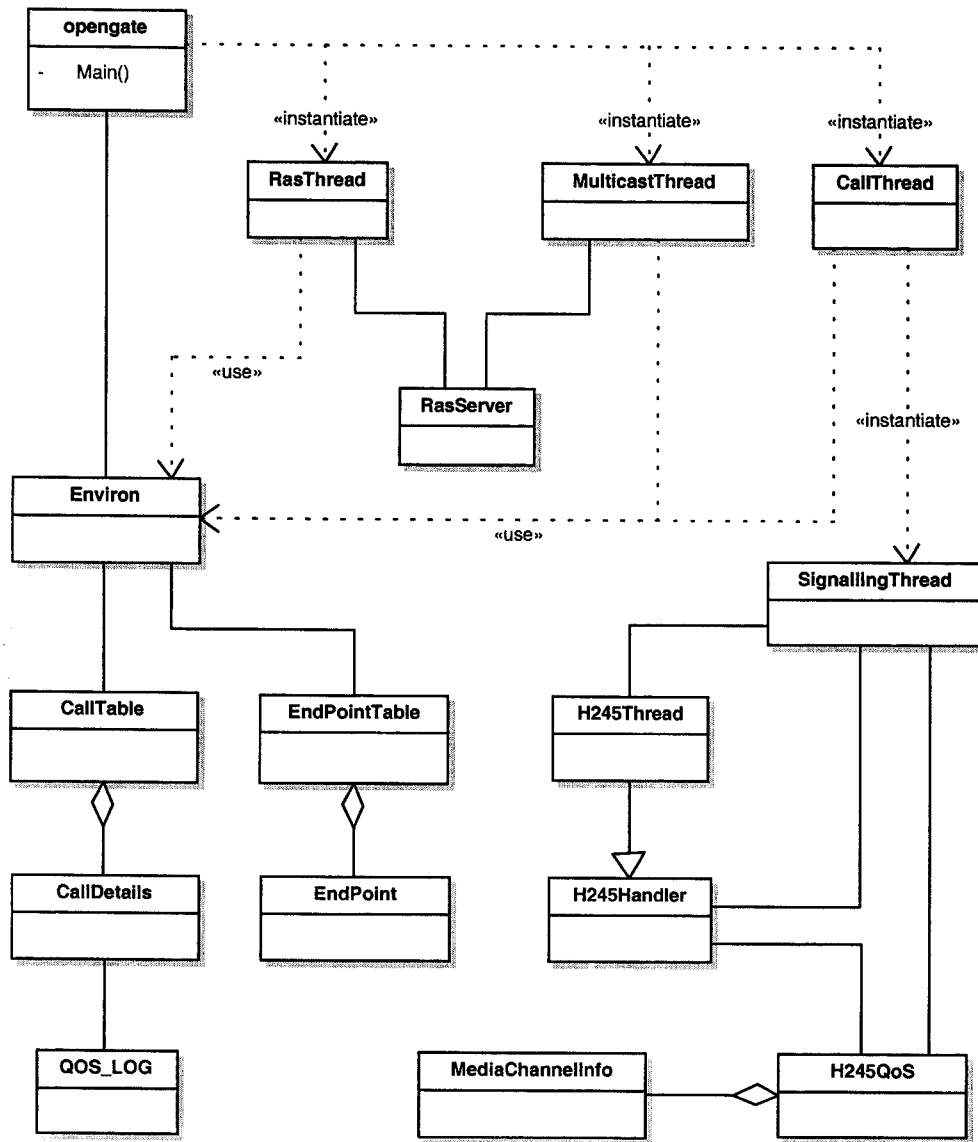 opengate
- Main()
«instantiate»
«instantiate»
«instantiate»
RasThread
MulticastThread
CallThread
«use»
RasServer
«instantiate»
Environ
«use»
SignallingThread
CallTable
EndPointTable
H245Thread
CallDetails
EndPoint
H245Handler
QOS_LOG
MediaChannelInfo
H245QoS